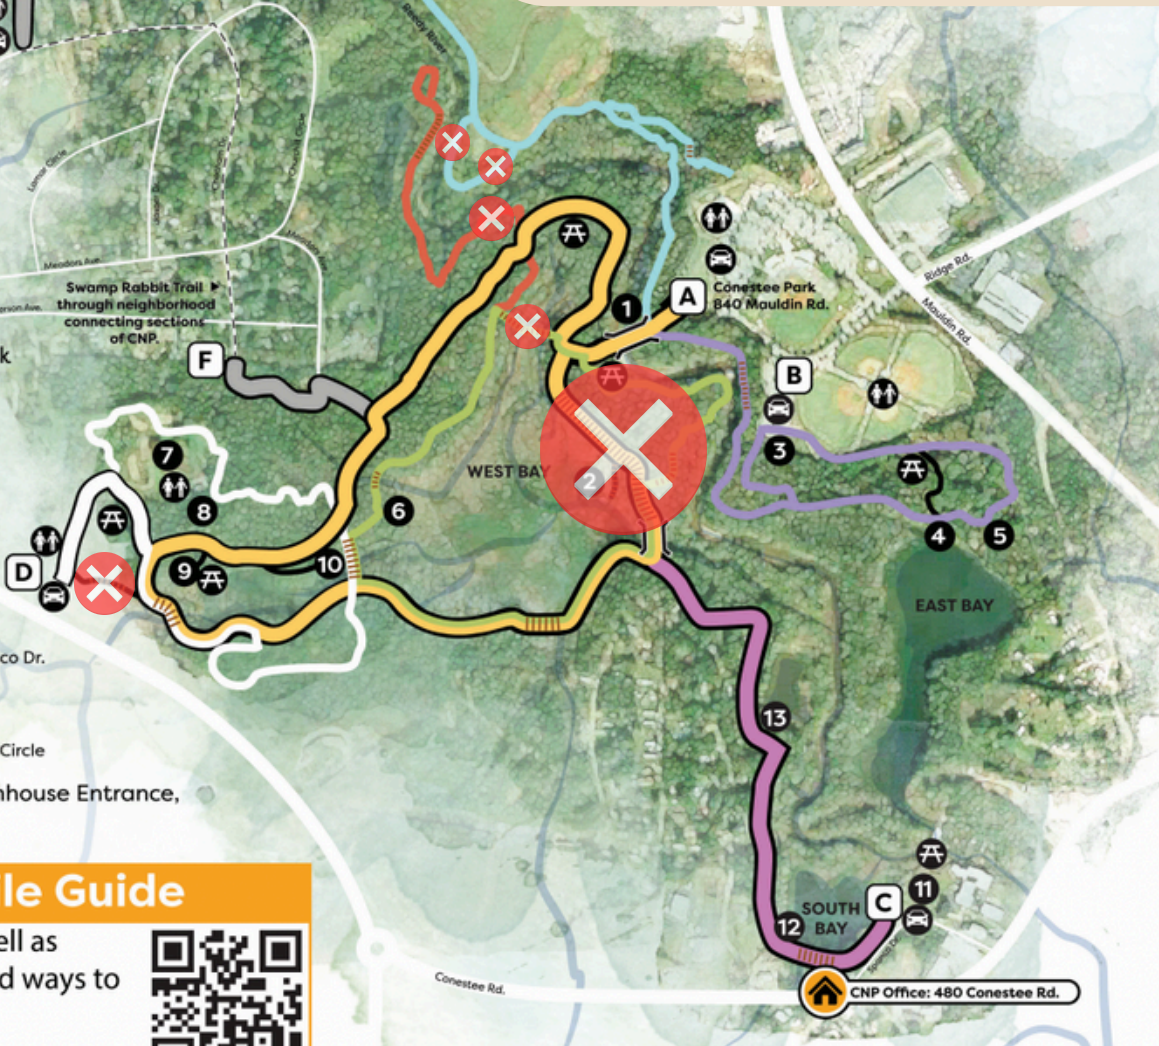 Reedy River
Meadors Ave.
Swamp Rabbit Trail ▶
through neighborhood
connecting sections
of CNP.
F
k
A
Conestee Park
840 Mauldin Rd.
Ridge Rd.
Mauldin Rd.
1
B
3
4
5
EAST BAY
WEST BAY
2
6
7
8
9
10
D
co Dr.
Circle
nhouse Entrance,
13
12
SOUTH
BAY
C
11
Conestee Rd.
CNP Office: 480 Conestee Rd.
le Guide
ell as
d ways to